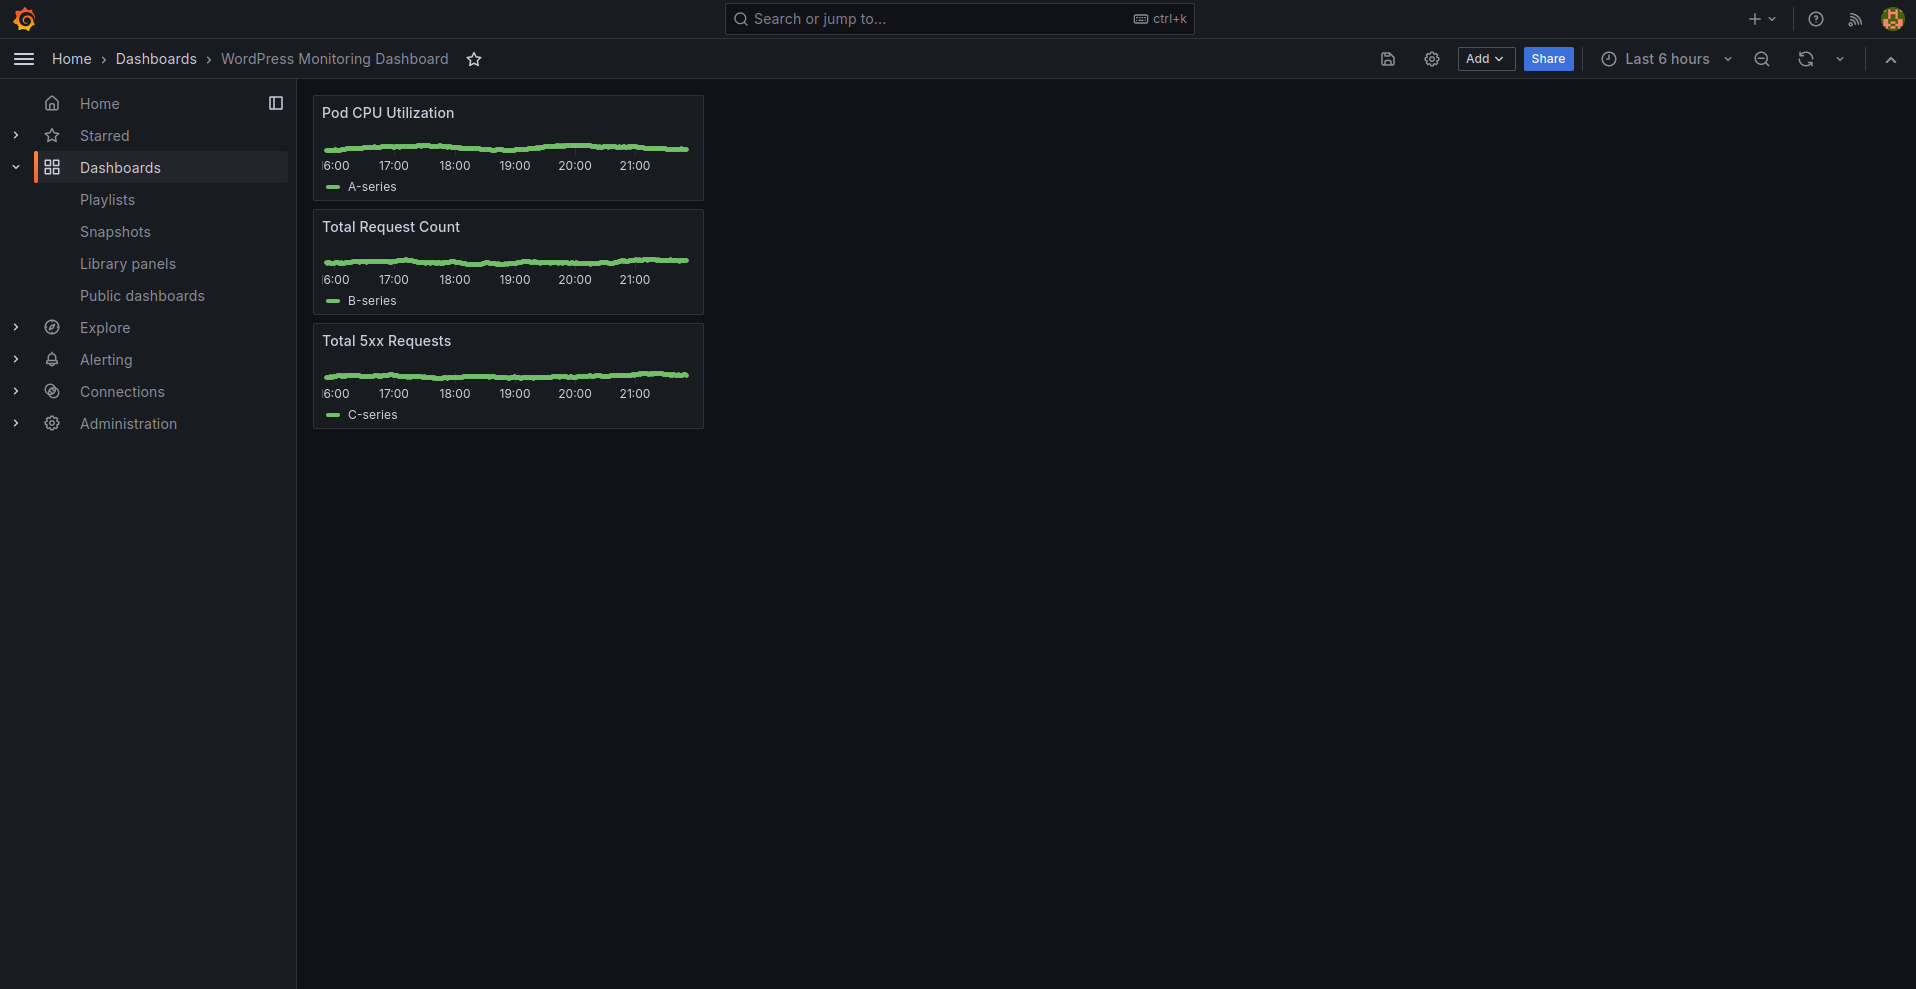 Search or jump to...
ctrl+k
Home
Dashboards
WordPress Monitoring Dashboard
Add
Share
Last 6 hours
Home
Starred
Dashboards
Playlists
Snapshots
Library panels
Public dashboards
Explore
Alerting
Connections
Administration
Pod CPU Utilization
6:00 17:00 18:00 19:00 20:00 21:00
A-series
Total Request Count
6:00 17:00 18:00 19:00 20:00 21:00
B-series
Total 5xx Requests
6:00 17:00 18:00 19:00 20:00 21:00
C-series